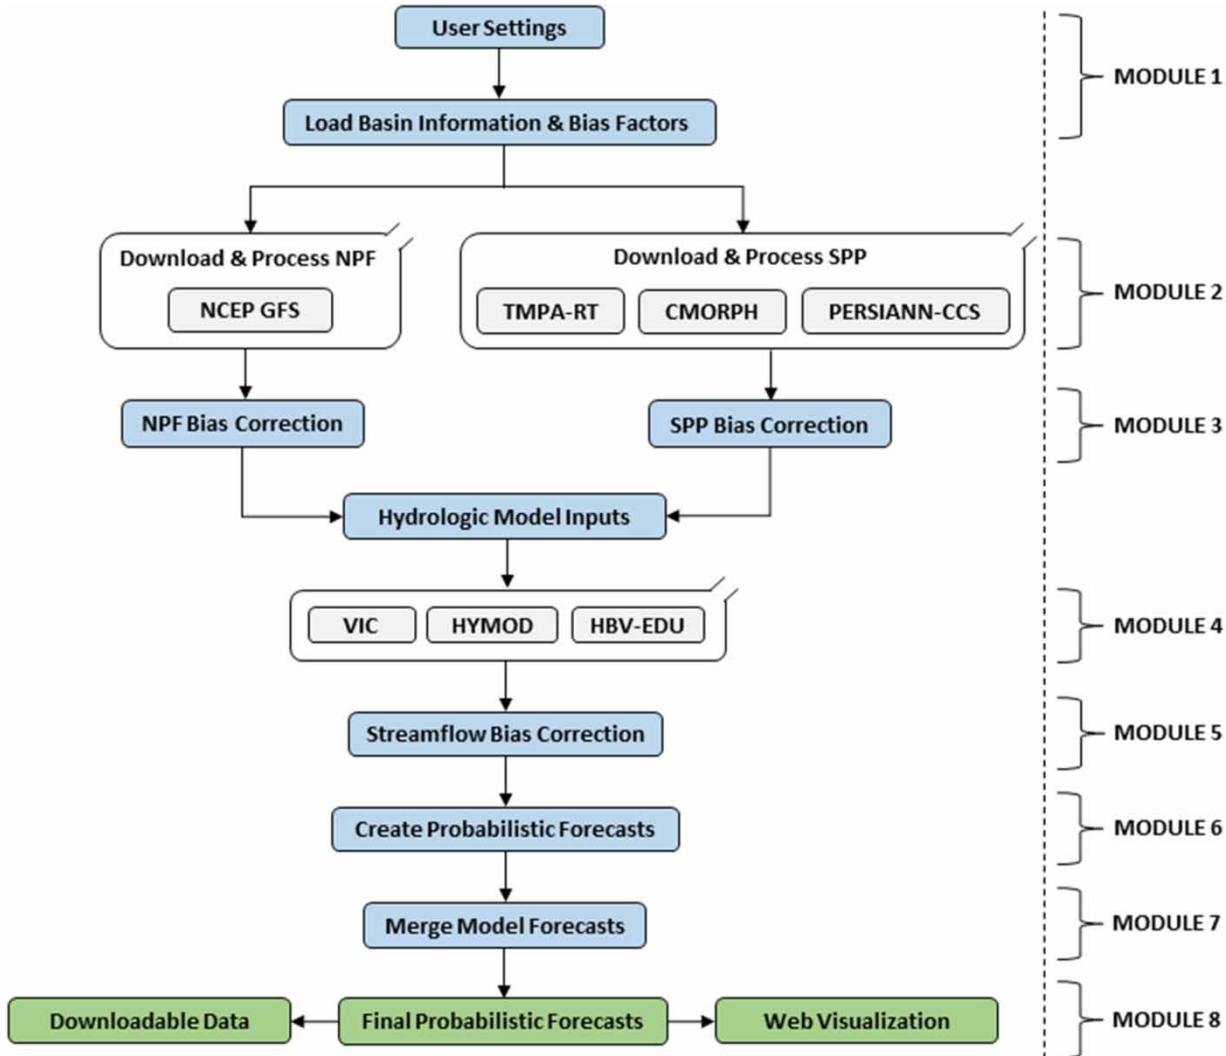 User Settings
MODULE 1
Load Basin Information & Bias Factors
Download & Process NPF
Download & Process SPP
NCEP GFS
TMPA-RT
CMORPH
PERSIANN-CCS
MODULE 2
NPF Bias Correction
SPP Bias Correction
MODULE 3
Hydrologic Model Inputs
VIC
HYMOD
HBV-EDU
MODULE 4
Streamflow Bias Correction
MODULE 5
Create Probabilistic Forecasts
MODULE 6
Merge Model Forecasts
MODULE 7
Downloadable Data
Final Probabilistic Forecasts
Web Visualization
MODULE 8